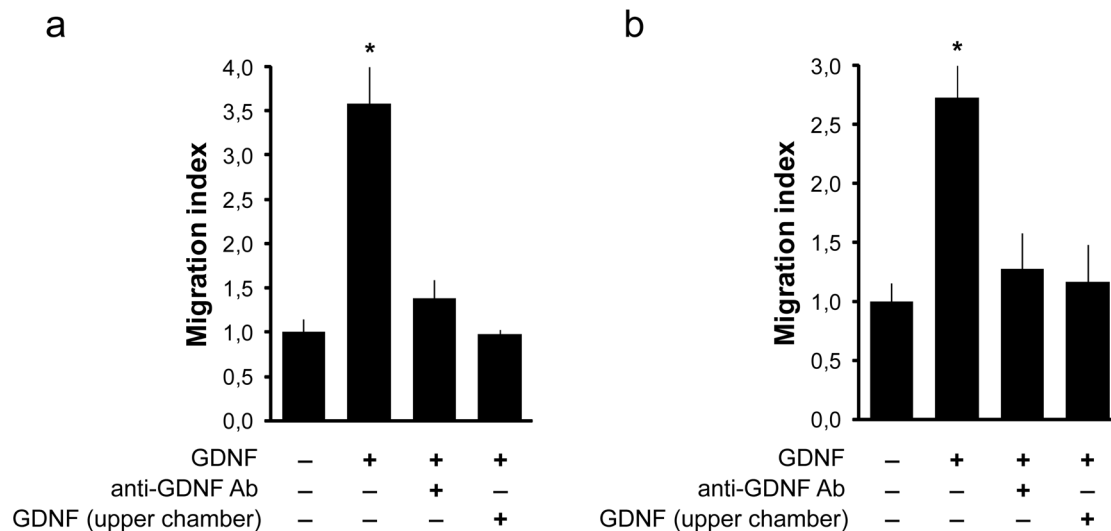 a
*
4,0
3,5
3,0
2,5
2,0
1,5
1,0
0,5
0,0
Migration index
GDNF – + + +
anti-GDNF Ab – – + –
GDNF (upper chamber) – – – +
b
*
3,0
2,5
2,0
1,5
1,0
0,5
0,0
Migration index
GDNF – + + +
anti-GDNF Ab – – + –
GDNF (upper chamber) – – – +